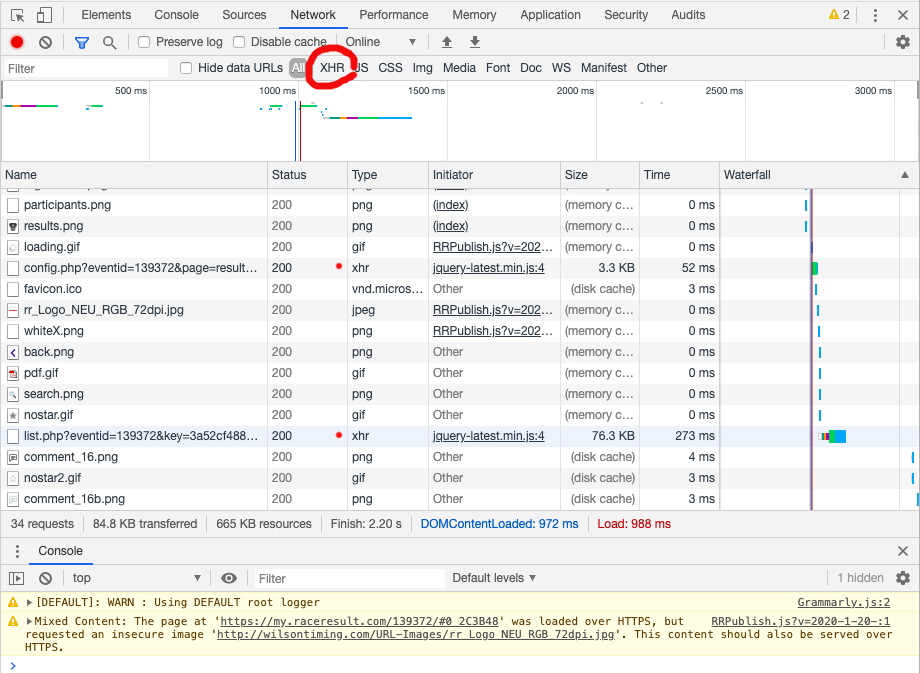 Elements Console Sources Network Performance Memory Application Security Audits 2
Preserve log Disable cache Online
Filter Hide data URLs All XHR JS CSS Img Media Font Doc WS Manifest Other
500 ms 1000 ms 1500 ms 2000 ms 2500 ms 3000 ms
Name Status Type Initiator Size Time Waterfall
participants.png 200 png (index) (memory c... 0 ms
results.png 200 png (index) (memory c... 0 ms
loading.gif 200 gif RRPublish.js?v=202... (memory c... 0 ms
config.php?eventid=139372&page=result... 200 xhr jquery-latest.min.js:4 3.3 KB 52 ms
favicon.ico 200 vnd.micros... Other (disk cache) 3 ms
rr_Logo_NEU_RGB_72dpi.jpg 200 jpeg RRPublish.js?v=202... (memory c... 0 ms
whiteX.png 200 png RRPublish.js?v=202... (memory c... 0 ms
back.png 200 png Other (memory c... 0 ms
pdf.gif 200 gif Other (memory c... 0 ms
search.png 200 png Other (memory c... 0 ms
nostar.gif 200 gif Other (memory c... 0 ms
list.php?eventid=139372&key=3a52cf488... 200 xhr jquery-latest.min.js:4 76.3 KB 273 ms
comment_16.png 200 png Other (disk cache) 4 ms
nostar2.gif 200 gif Other (disk cache) 3 ms
comment_16b.png 200 png Other (disk cache) 3 ms
34 requests 84.8 KB transferred 665 KB resources Finish: 2.20 s DOMContentLoaded: 972 ms Load: 988 ms
Console
top Filter Default levels 1 hidden
[DEFAULT]: WARN : Using DEFAULT root logger Grammarly.js:2
Mixed Content: The page at 'https://my.raceresult.com/139372/#0_2C3B48' was loaded over HTTPS, but RRPublish.js?v=2020-1-20-:1
requested an insecure image 'http://wilsontiming.com/URL-Images/rr_Logo_NEU_RGB_72dpi.jpg'. This content should also be served over
HTTPS.